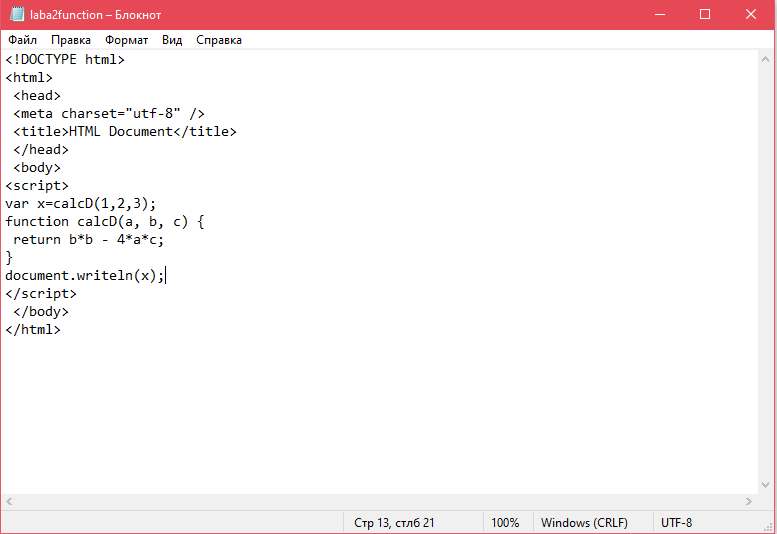 laba2function – Блокнот
Файл Правка Формат Вид Справка
<!DOCTYPE html>
<html>
 <head>
 <meta charset="utf-8" />
 <title>HTML Document</title>
 </head>
 <body>
<script>
var x=calcD(1,2,3);
function calcD(a, b, c) {
 return b*b - 4*a*c;
}
document.writeln(x);
</script>
 </body>
</html>
Стр 13, стлб 21 100% Windows (CRLF) UTF-8